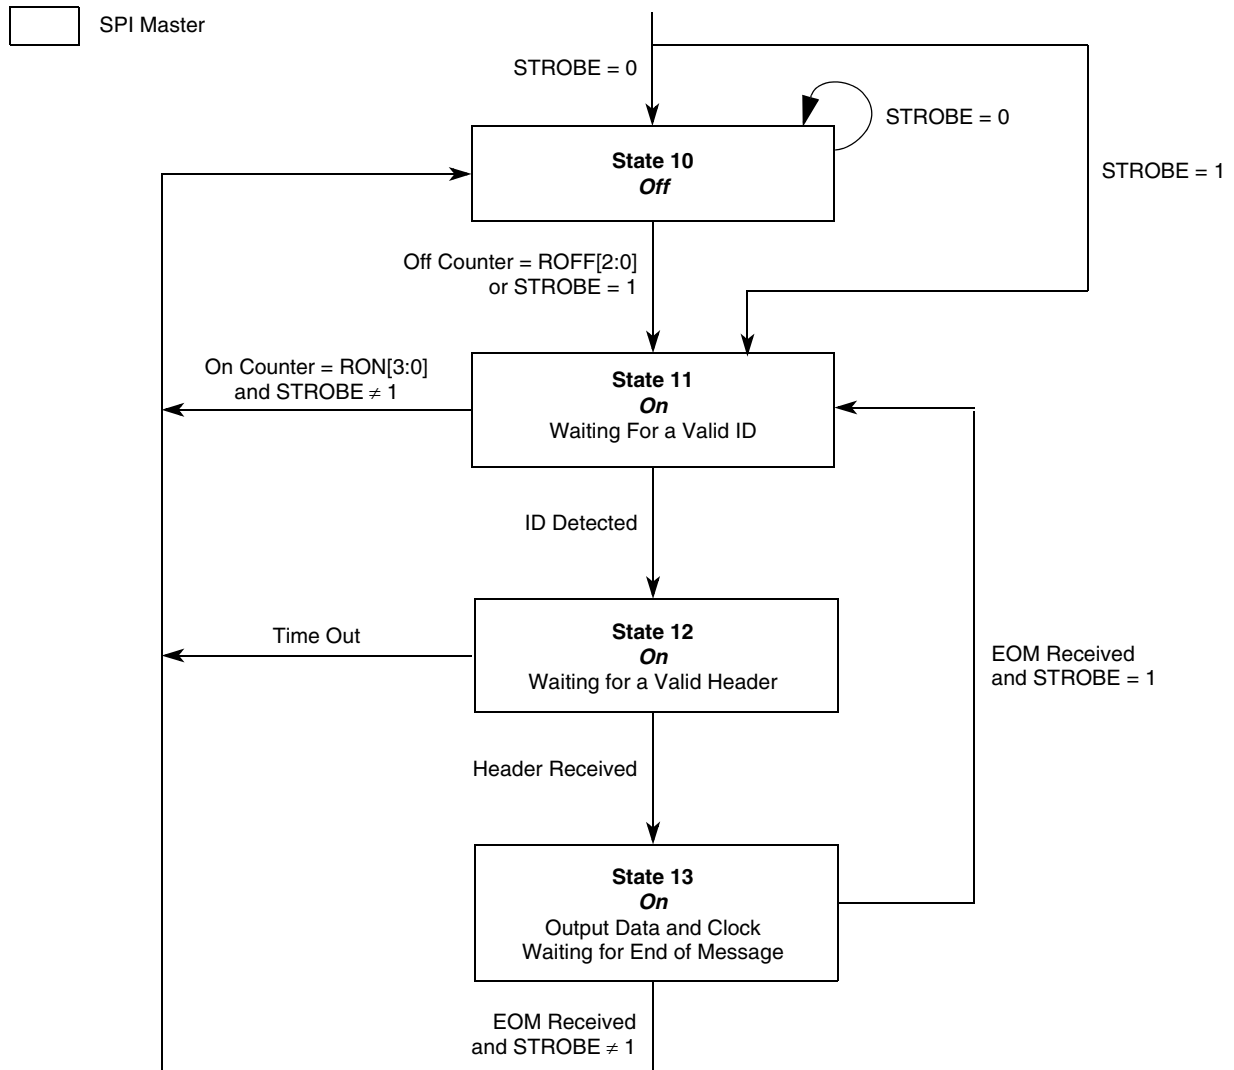 SPI Master
STROBE = 0
STROBE = 0
STROBE = 1
State 10
Off
Off Counter = ROFF[2:0]
or STROBE = 1
On Counter = RON[3:0]
and STROBE ≠ 1
State 11
On
Waiting For a Valid ID
ID Detected
Time Out
State 12
On
Waiting for a Valid Header
EOM Received
and STROBE = 1
Header Received
State 13
On
Output Data and Clock
Waiting for End of Message
EOM Received
and STROBE ≠ 1